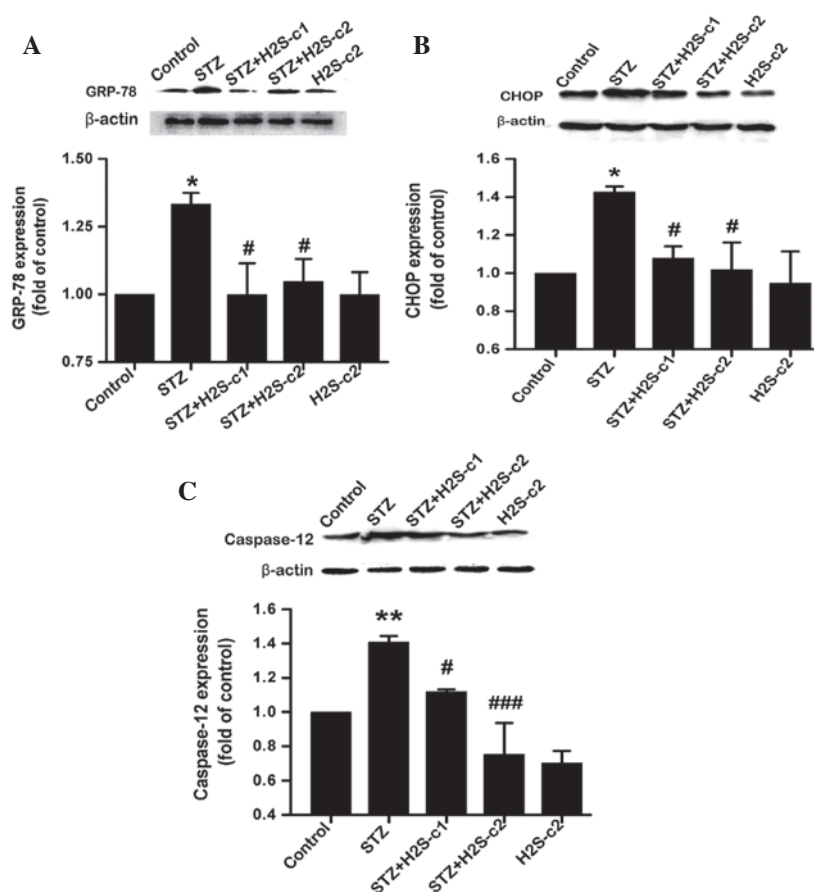 A
Control
STZ
STZ+H2S-c1
STZ+H2S-c2
H2S-c2
GRP-78
β-actin
1.50
1.25
1.00
0.75
GRP-78 expression
(fold of control)
*
#
#
Control
STZ
STZ+H2S-c1
STZ+H2S-c2
H2S-c2
B
Control
STZ
STZ+H2S-c1
STZ+H2S-c2
H2S-c2
CHOP
β-actin
1.6
1.4
1.2
1.0
0.8
0.6
CHOP expression
(fold of control)
*
#
#
Control
STZ
STZ+H2S-c1
STZ+H2S-c2
H2S-c2
C
Control
STZ
STZ+H2S-c1
STZ+H2S-c2
H2S-c2
Caspase-12
β-actin
1.6
1.4
1.2
1.0
0.8
0.6
0.4
Caspase-12 expression
(fold of control)
**
#
###
Control
STZ
STZ+H2S-c1
STZ+H2S-c2
H2S-c2